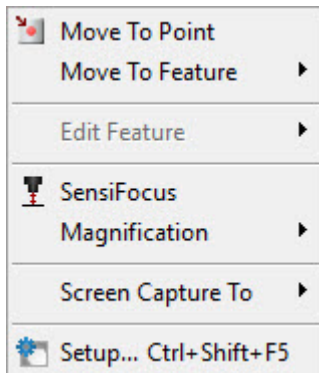 Move To Point
Move To Feature
Edit Feature
SensiFocus
Magnification
Screen Capture To
Setup... Ctrl+Shift+F5